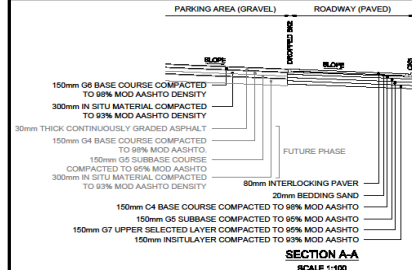 PARKING AREA (GRAVEL)
ROADWAY (PAVED)
SLOPE
DROPPED BK2
SLOPE
150mm G6 BASE COURSE COMPACTED
TO 98% MOD AASHTO DENSITY
300mm IN SITU MATERIAL COMPACTED
TO 93% MOD AASHTO DENSITY
30mm THICK CONTINUOUSLY GRADED ASPHALT
150mm G4 BASE COURSE COMPACTED
TO 98% MOD AASHTO.
150mm G5 SUBBASE COURSE
COMPACTED TO 95% MOD AASHTO
300mm IN SITU MATERIAL COMPACTED
TO 93% MOD AASHTO DENSITY
FUTURE PHASE
80mm INTERLOCKING PAVER
20mm BEDDING SAND
150mm C4 BASE COURSE COMPACTED TO 98% MOD AASHTO
150mm G5 SUBBASE COMPACTED TO 95% MOD AASHTO
150mm G7 UPPER SELECTED LAYER COMPACTED TO 95% MOD AASHTO
150mm INSITULAYER COMPACTED TO 93% MOD AASHTO
SECTION A-A
SCALE 1:100